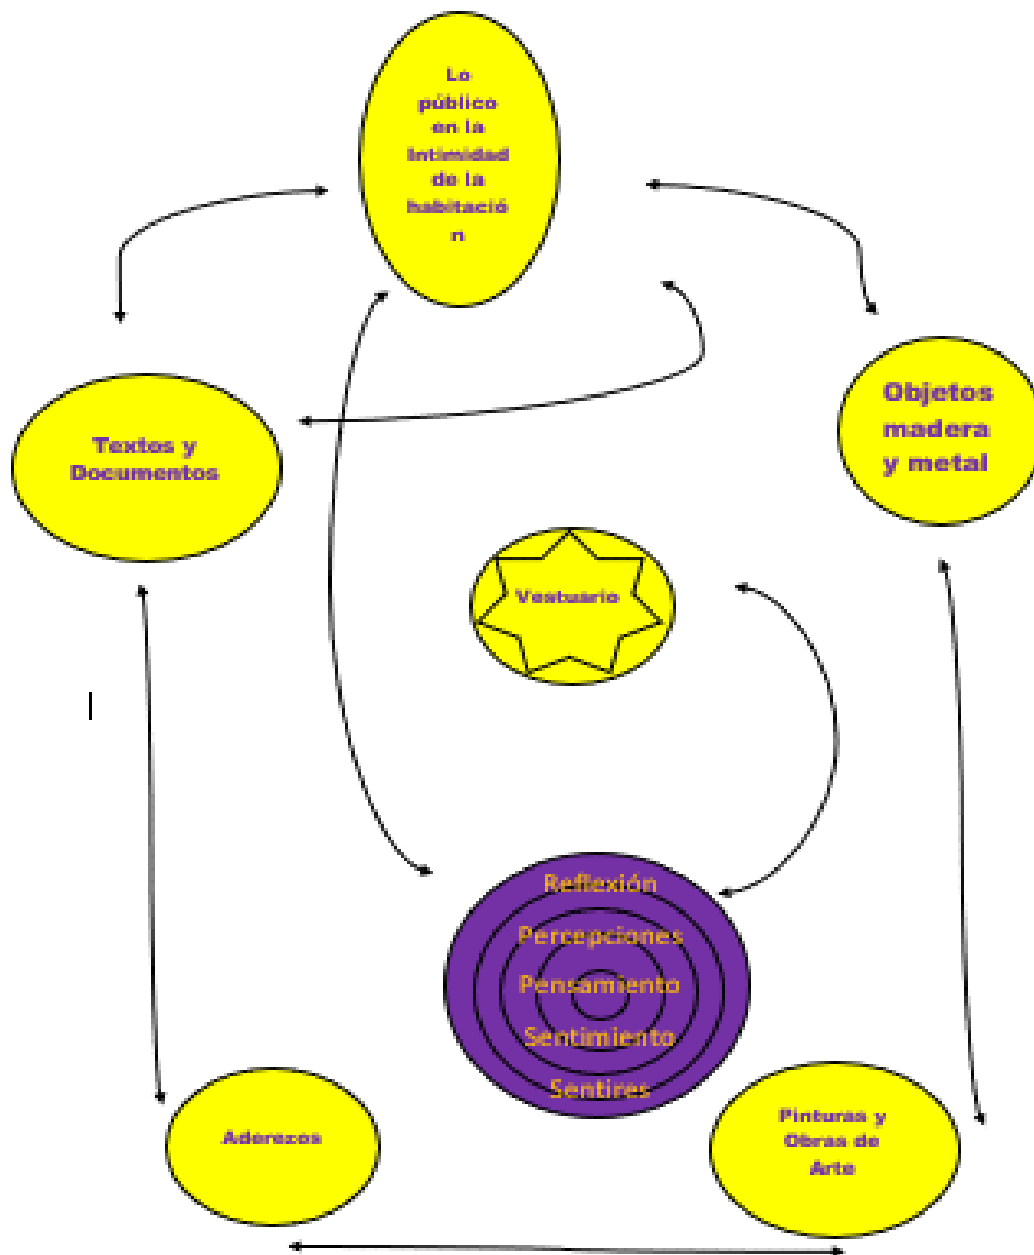 Lo
público
en la
Intimidad
de la
habitació
n
Textos y
Documentos
Objetos
madera
y metal
Vestuario
Reflexión
Percepciones
Pensamiento
Sentimiento
Sentires
Aderezos
Pinturas y
Obras de
Arte